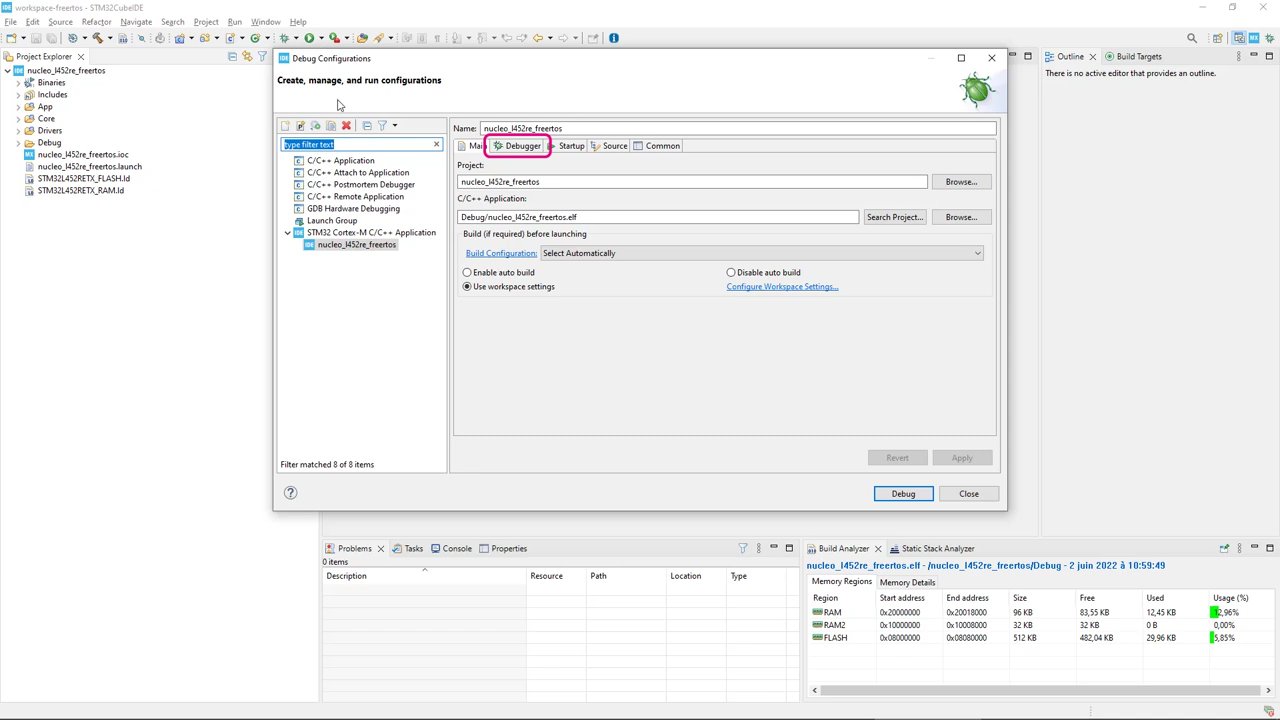 workspace-freertos - STM32CubeIDE
File Edit Source Refactor Navigate Search Project Run Window Help
Project Explorer
nucleo_l452re_freertos
Binaries
Includes
App
Core
Drivers
Debug
nucleo_l452re_freertos.ioc
nucleo_l452re_freertos.launch
STM32L452RETX_FLASH.ld
STM32L452RETX_RAM.ld
Debug Configurations
Create, manage, and run configurations
type filter text
C/C++ Application
C/C++ Attach to Application
C/C++ Postmortem Debugger
C/C++ Remote Application
GDB Hardware Debugging
Launch Group
STM32 Cortex-M C/C++ Application
nucleo_l452re_freertos
Filter matched 8 of 8 items
Name: nucleo_l452re_freertos
Main Debugger Startup Source Common
Project:
nucleo_l452re_freertos Browse...
C/C++ Application:
Debug/nucleo_l452re_freertos.elf Search Project... Browse...
Build (if required) before launching
Build Configuration: Select Automatically
Enable auto build Disable auto build
Use workspace settings Configure Workspace Settings...
Revert Apply
Debug Close
Outline Build Targets
There is no active editor that provides an outline.
Problems Tasks Console Properties
0 items
Description Resource Path Location Type
Build Analyzer Static Stack Analyzer
nucleo_l452re_freertos.elf - /nucleo_l452re_freertos/Debug - 2 juin 2022 à 10:59:49
Memory Regions Memory Details
Region Start address End address Size Free Used Usage (%)
RAM 0x20000000 0x20018000 96 KB 83,55 KB 12,45 KB 12,96%
RAM2 0x10000000 0x10008000 32 KB 32 KB 0 B 0,00%
FLASH 0x08000000 0x08080000 512 KB 482,04 KB 29,96 KB 5,85%